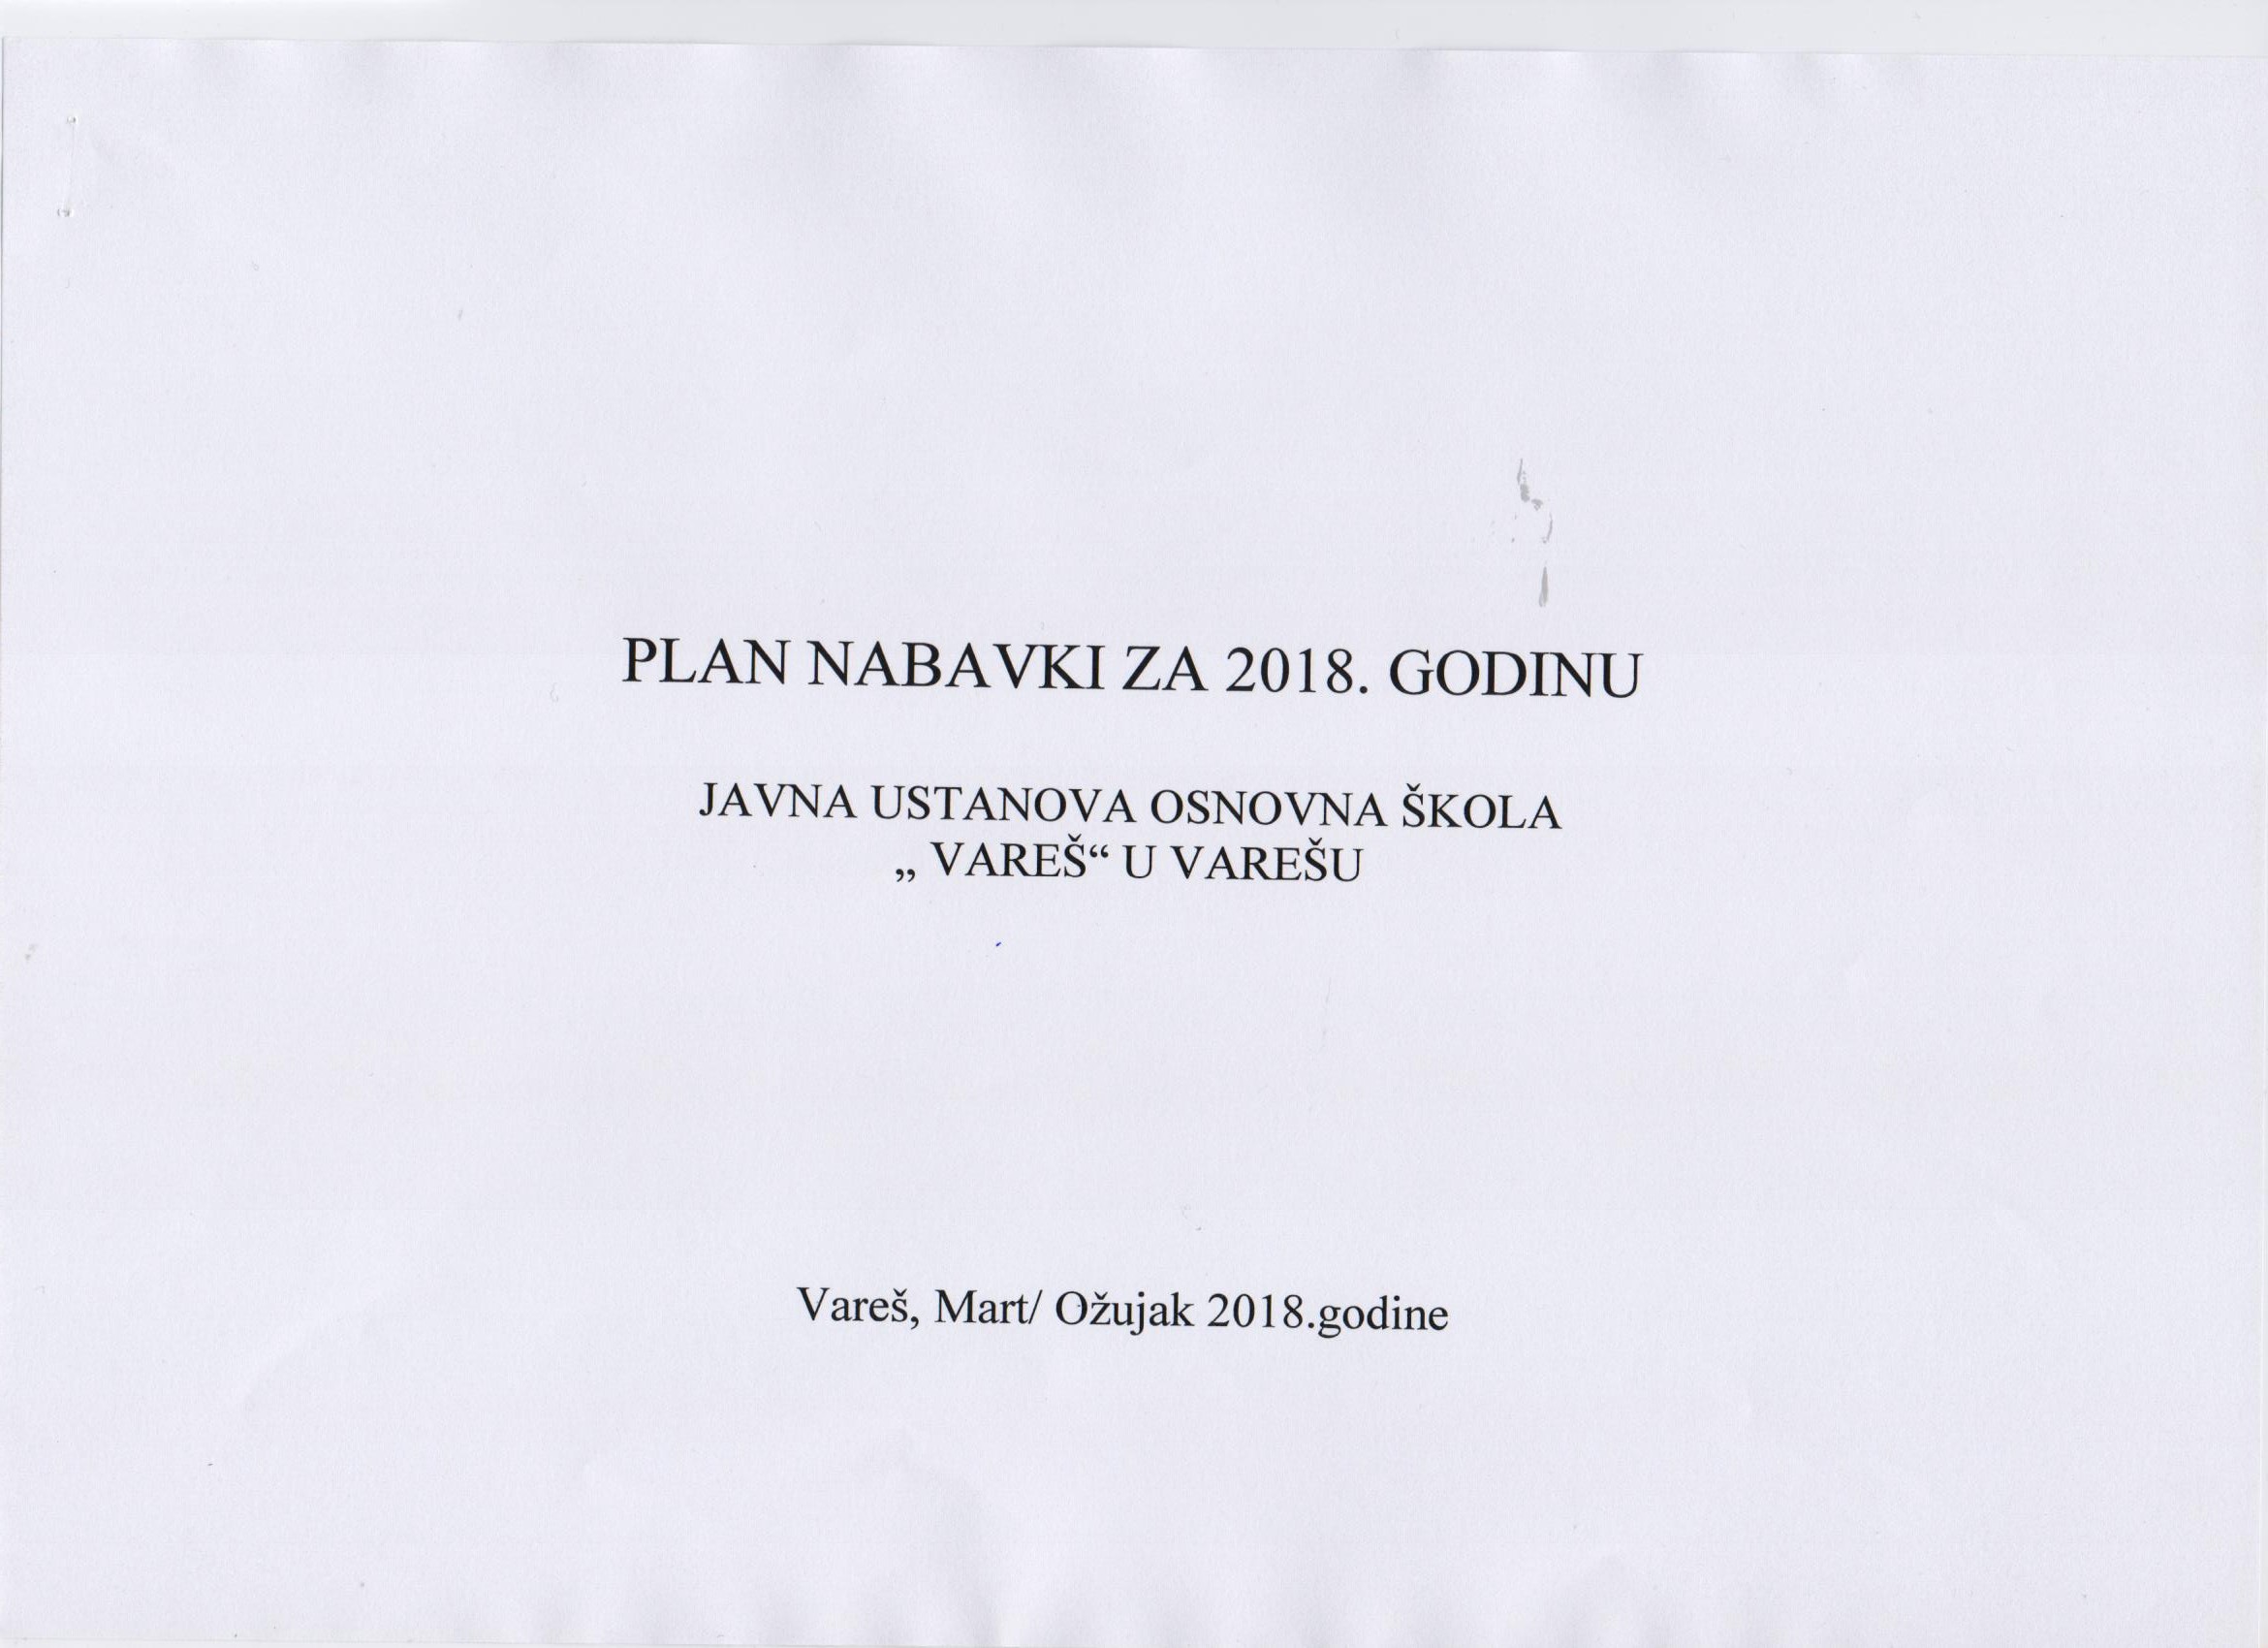 PLAN NABAVKI ZA 2018. GODINU
JAVNA USTANOVA OSNOVNA ŠKOLA
„ VAREŠ“ U VAREŠU
Vareš, Mart/ Ožujak 2018.godine